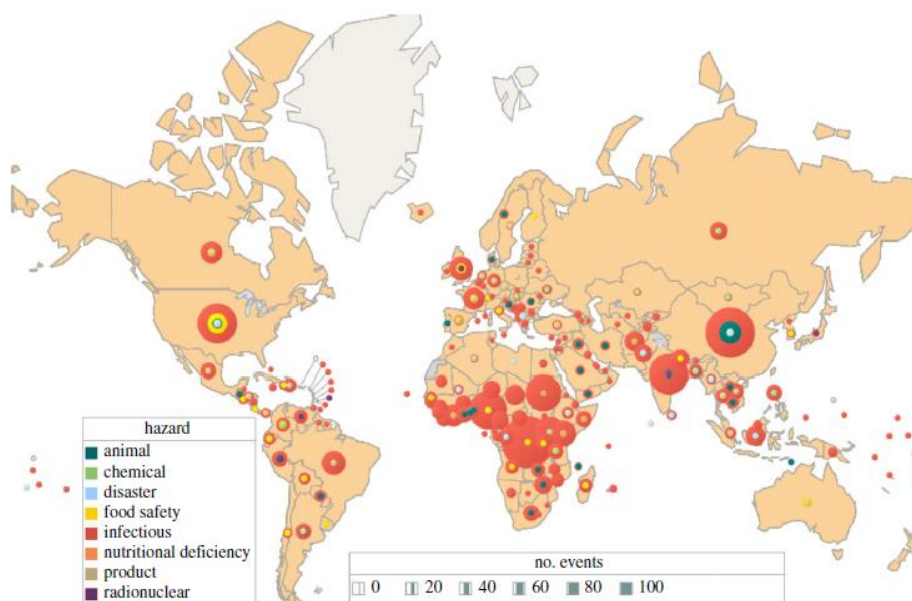 hazard
animal
chemical
disaster
food safety
infectious
nutritional deficiency
product
radionuclear
no. events
0 20 40 60 80 100